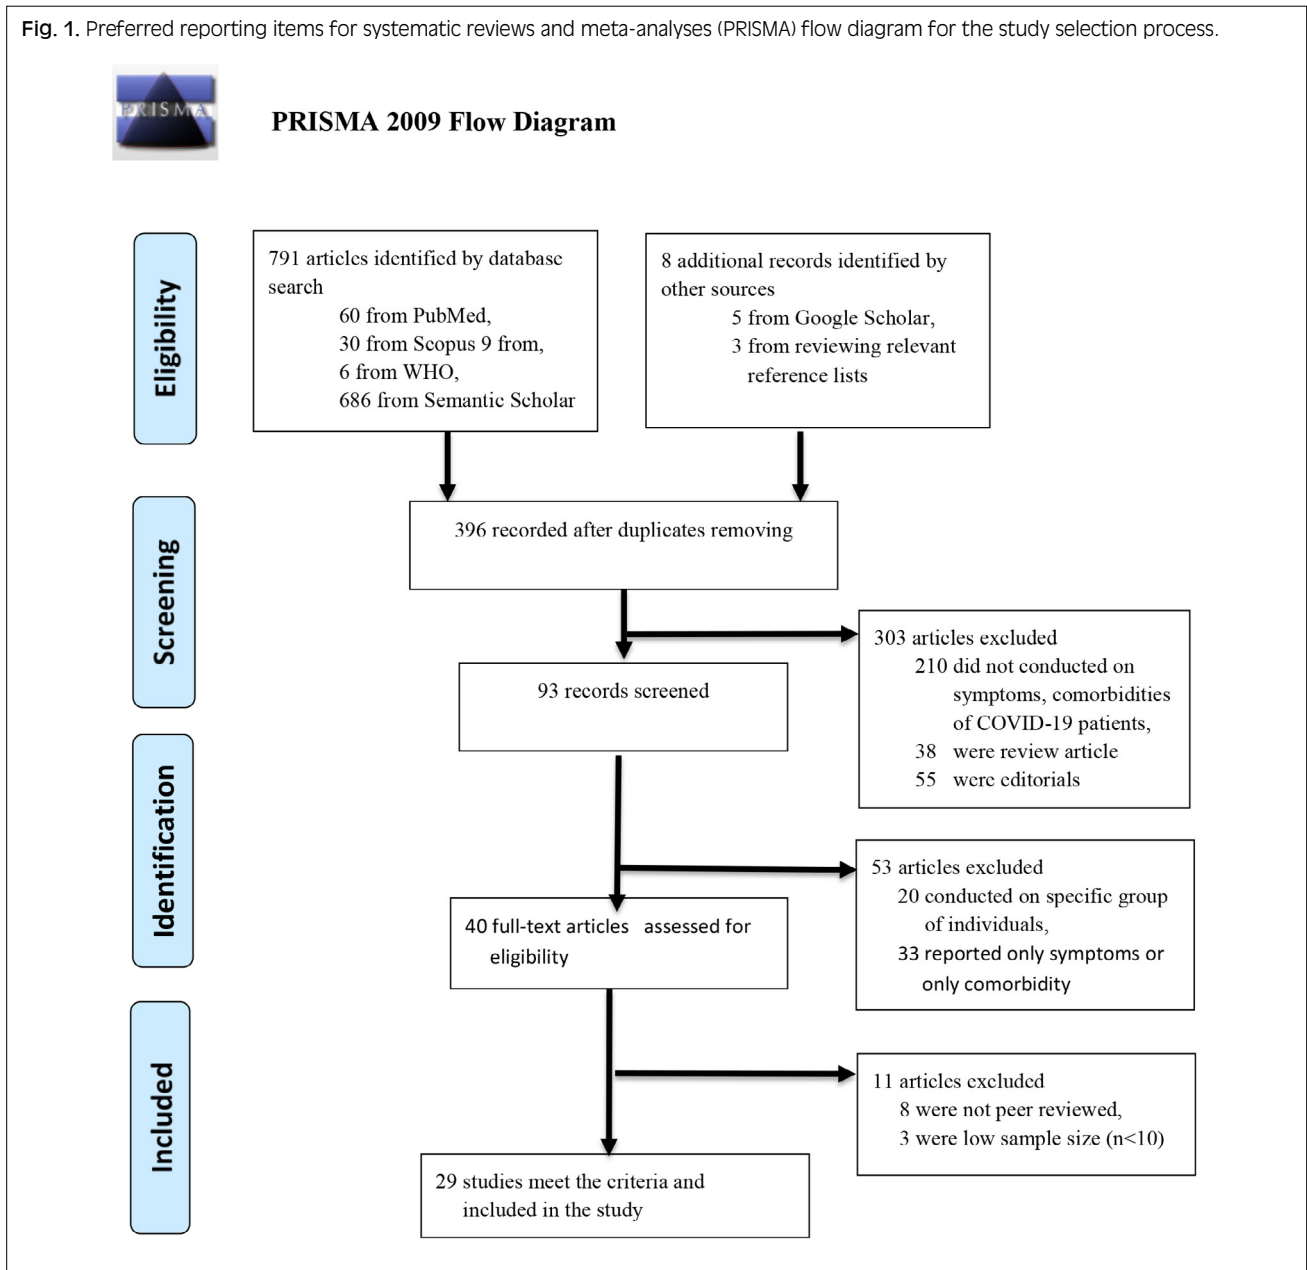 Fig. 1. Preferred reporting items for systematic reviews and meta-analyses (PRISMA) flow diagram for the study selection process.
PRISMA
PRISMA 2009 Flow Diagram
Eligibility
791 articles identified by database
search
60 from PubMed,
30 from Scopus 9 from,
6 from WHO,
686 from Semantic Scholar
8 additional records identified by
other sources
5 from Google Scholar,
3 from reviewing relevant
reference lists
Screening
396 recorded after duplicates removing
303 articles excluded
210 did not conducted on
symptoms, comorbidities
of COVID-19 patients,
38 were review article
55 were editorials
93 records screened
Identification
53 articles excluded
20 conducted on specific group
of individuals,
33 reported only symptoms or
only comorbidity
40 full-text articles assessed for
eligibility
Included
11 articles excluded
8 were not peer reviewed,
3 were low sample size (n<10)
29 studies meet the criteria and
included in the study